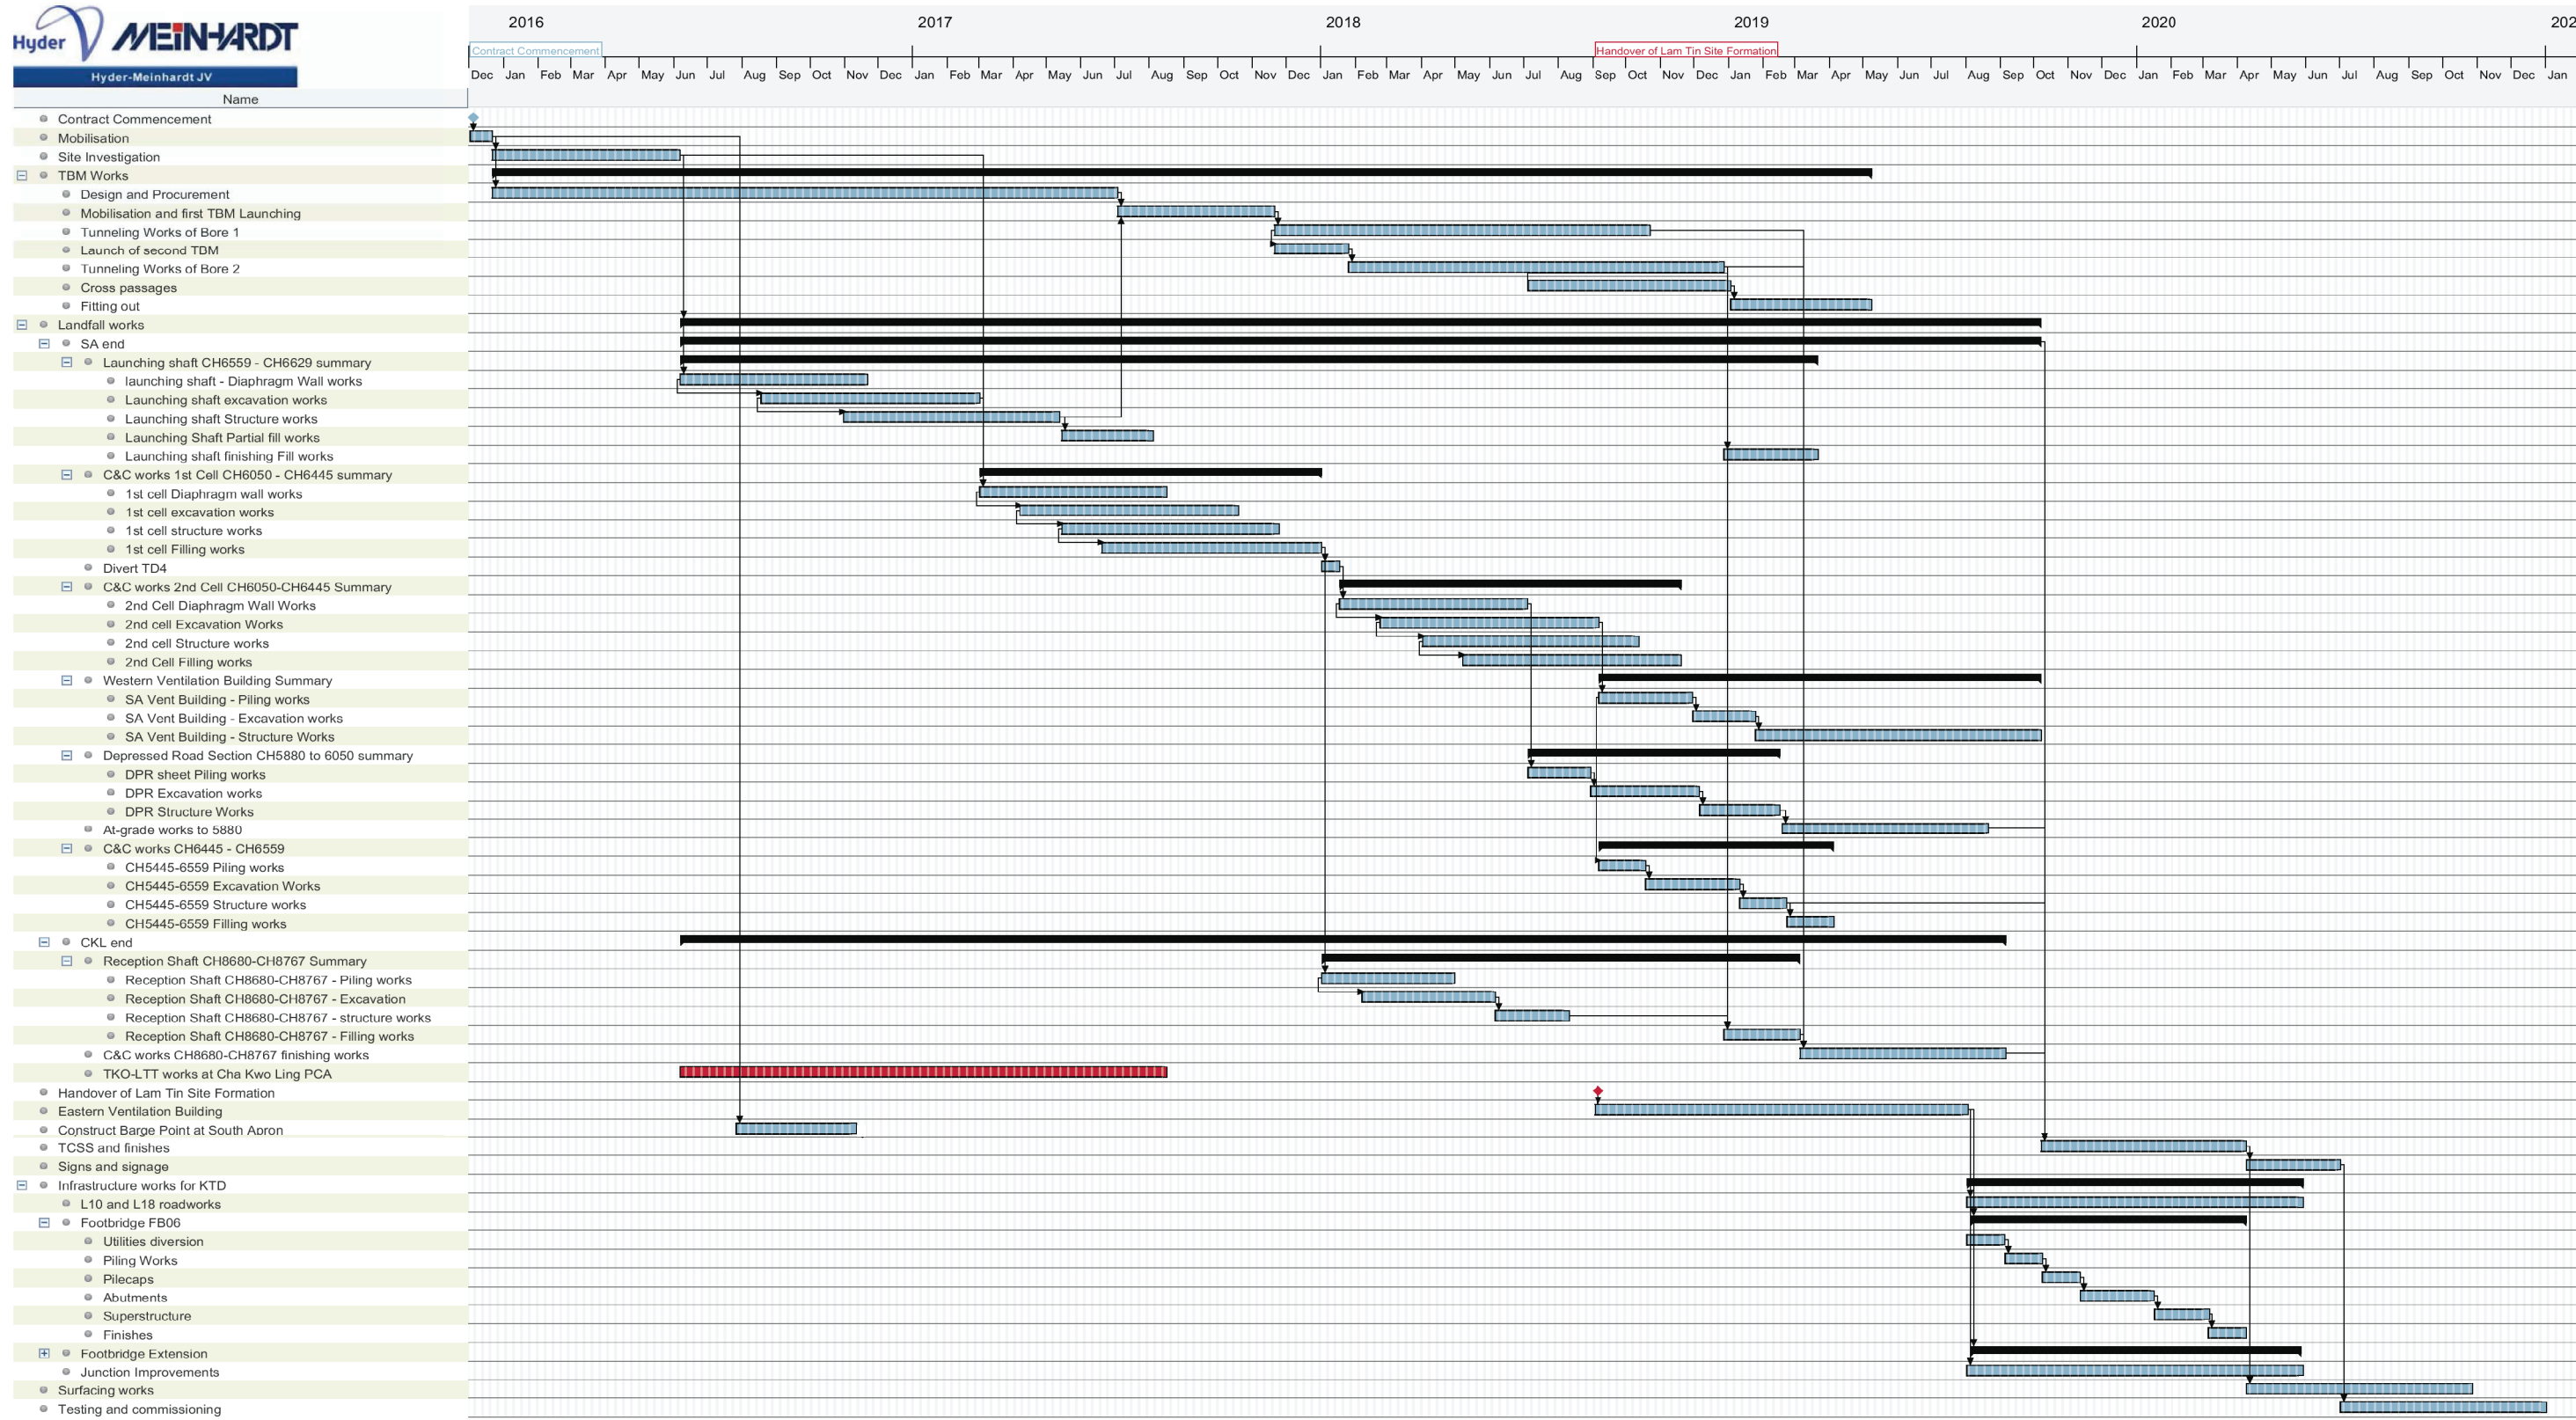 Hyder MEINHARDT
Hyder-Meinhardt JV
2016 2017 2018 2019 2020
Contract Commencement Handover of Lam Tin Site Formation
Dec Jan Feb Mar Apr May Jun Jul Aug Sep Oct Nov Dec Jan Feb Mar Apr May Jun Jul Aug Sep Oct Nov Dec Jan Feb Mar Apr May Jun Jul Aug Sep Oct Nov Dec Jan Feb Mar Apr May Jun Jul Aug Sep Oct Nov Dec Jan Feb Mar Apr May Jun Jul Aug Sep Oct Nov Dec Jan
Name
Contract Commencement
Mobilisation
Site Investigation
TBM Works
Design and Procurement
Mobilisation and first TBM Launching
Tunneling Works of Bore 1
Launch of second TBM
Tunneling Works of Bore 2
Cross passages
Fitting out
Landfall works
SA end
Launching shaft CH6559 - CH6629 summary
launching shaft - Diaphragm Wall works
Launching shaft excavation works
Launching shaft Structure works
Launching Shaft Partial fill works
Launching shaft finishing Fill works
C&C works 1st Cell CH6050 - CH6445 summary
1st cell Diaphragm wall works
1st cell excavation works
1st cell structure works
1st cell Filling works
Divert TD4
C&C works 2nd Cell CH6050-CH6445 Summary
2nd Cell Diaphragm Wall Works
2nd cell Excavation Works
2nd cell Structure works
2nd Cell Filling works
Western Ventilation Building Summary
SA Vent Building - Piling works
SA Vent Building - Excavation works
SA Vent Building - Structure Works
Depressed Road Section CH5880 to 6050 summary
DPR sheet Piling works
DPR Excavation works
DPR Structure Works
At-grade works to 5880
C&C works CH6445 - CH6559
CH5445-6559 Piling works
CH5445-6559 Excavation Works
CH5445-6559 Structure works
CH5445-6559 Filling works
CKL end
Reception Shaft CH8680-CH8767 Summary
Reception Shaft CH8680-CH8767 - Piling works
Reception Shaft CH8680-CH8767 - Excavation
Reception Shaft CH8680-CH8767 - structure works
Reception Shaft CH8680-CH8767 - Filling works
C&C works CH8680-CH8767 finishing works
TKO-LTT works at Cha Kwo Ling PCA
Handover of Lam Tin Site Formation
Eastern Ventilation Building
Construct Barge Point at South Apron
TCSS and finishes
Signs and signage
Infrastructure works for KTD
L10 and L18 roadworks
Footbridge FB06
Utilities diversion
Piling Works
Pilecaps
Abutments
Superstructure
Finishes
Footbridge Extension
Junction Improvements
Surfacing works
Testing and commissioning